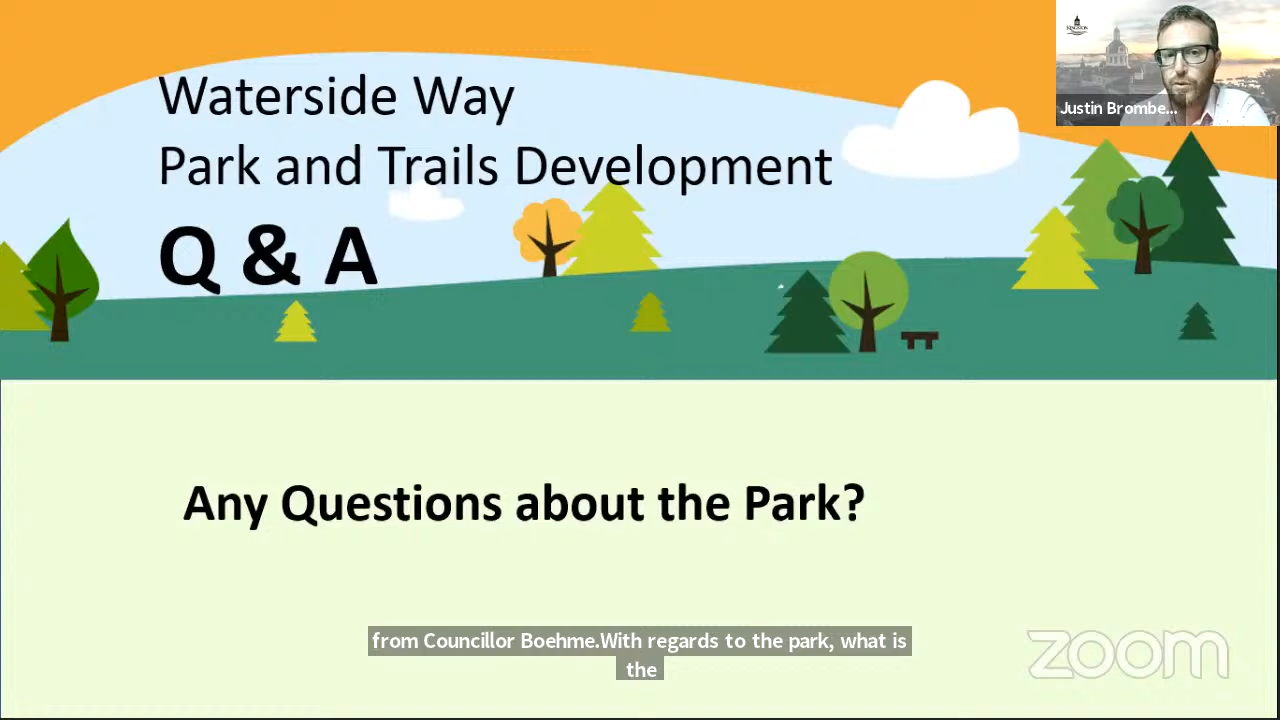 Waterside Way
Park and Trails Development
Q & A
Justin Brombe...
Any Questions about the Park?
from Councillor Boehme.With regards to the park, what is
the
zoom